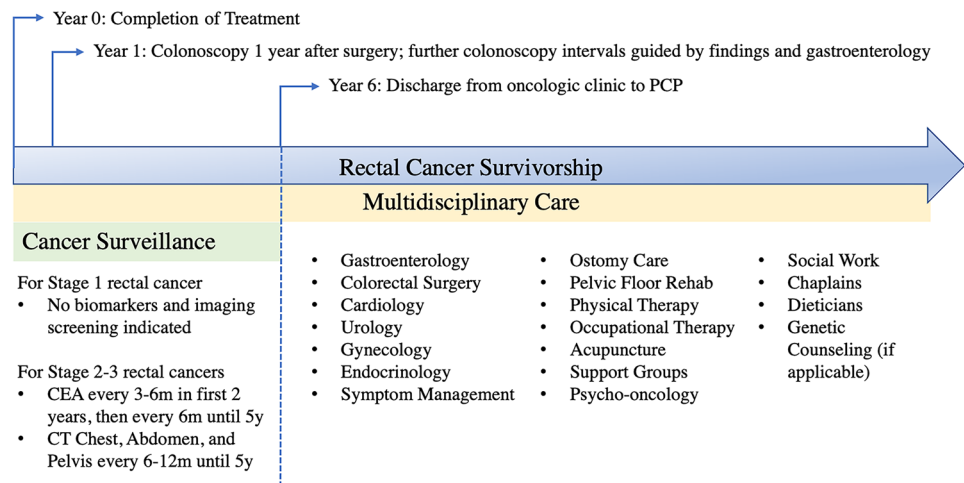 Year 0: Completion of Treatment
Year 1: Colonoscopy 1 year after surgery; further colonoscopy intervals guided by findings and gastroenterology
Year 6: Discharge from oncologic clinic to PCP
Rectal Cancer Survivorship
Multidisciplinary Care
Cancer Surveillance
For Stage 1 rectal cancer
• No biomarkers and imaging
screening indicated
For Stage 2-3 rectal cancers
• CEA every 3-6m in first 2
years, then every 6m until 5y
• CT Chest, Abdomen, and
Pelvis every 6-12m until 5y
• Gastroenterology
• Colorectal Surgery
• Cardiology
• Urology
• Gynecology
• Endocrinology
• Symptom Management
• Ostomy Care
• Pelvic Floor Rehab
• Physical Therapy
• Occupational Therapy
• Acupuncture
• Support Groups
• Psycho-oncology
• Social Work
• Chaplains
• Dieticians
• Genetic
Counseling (if
applicable)